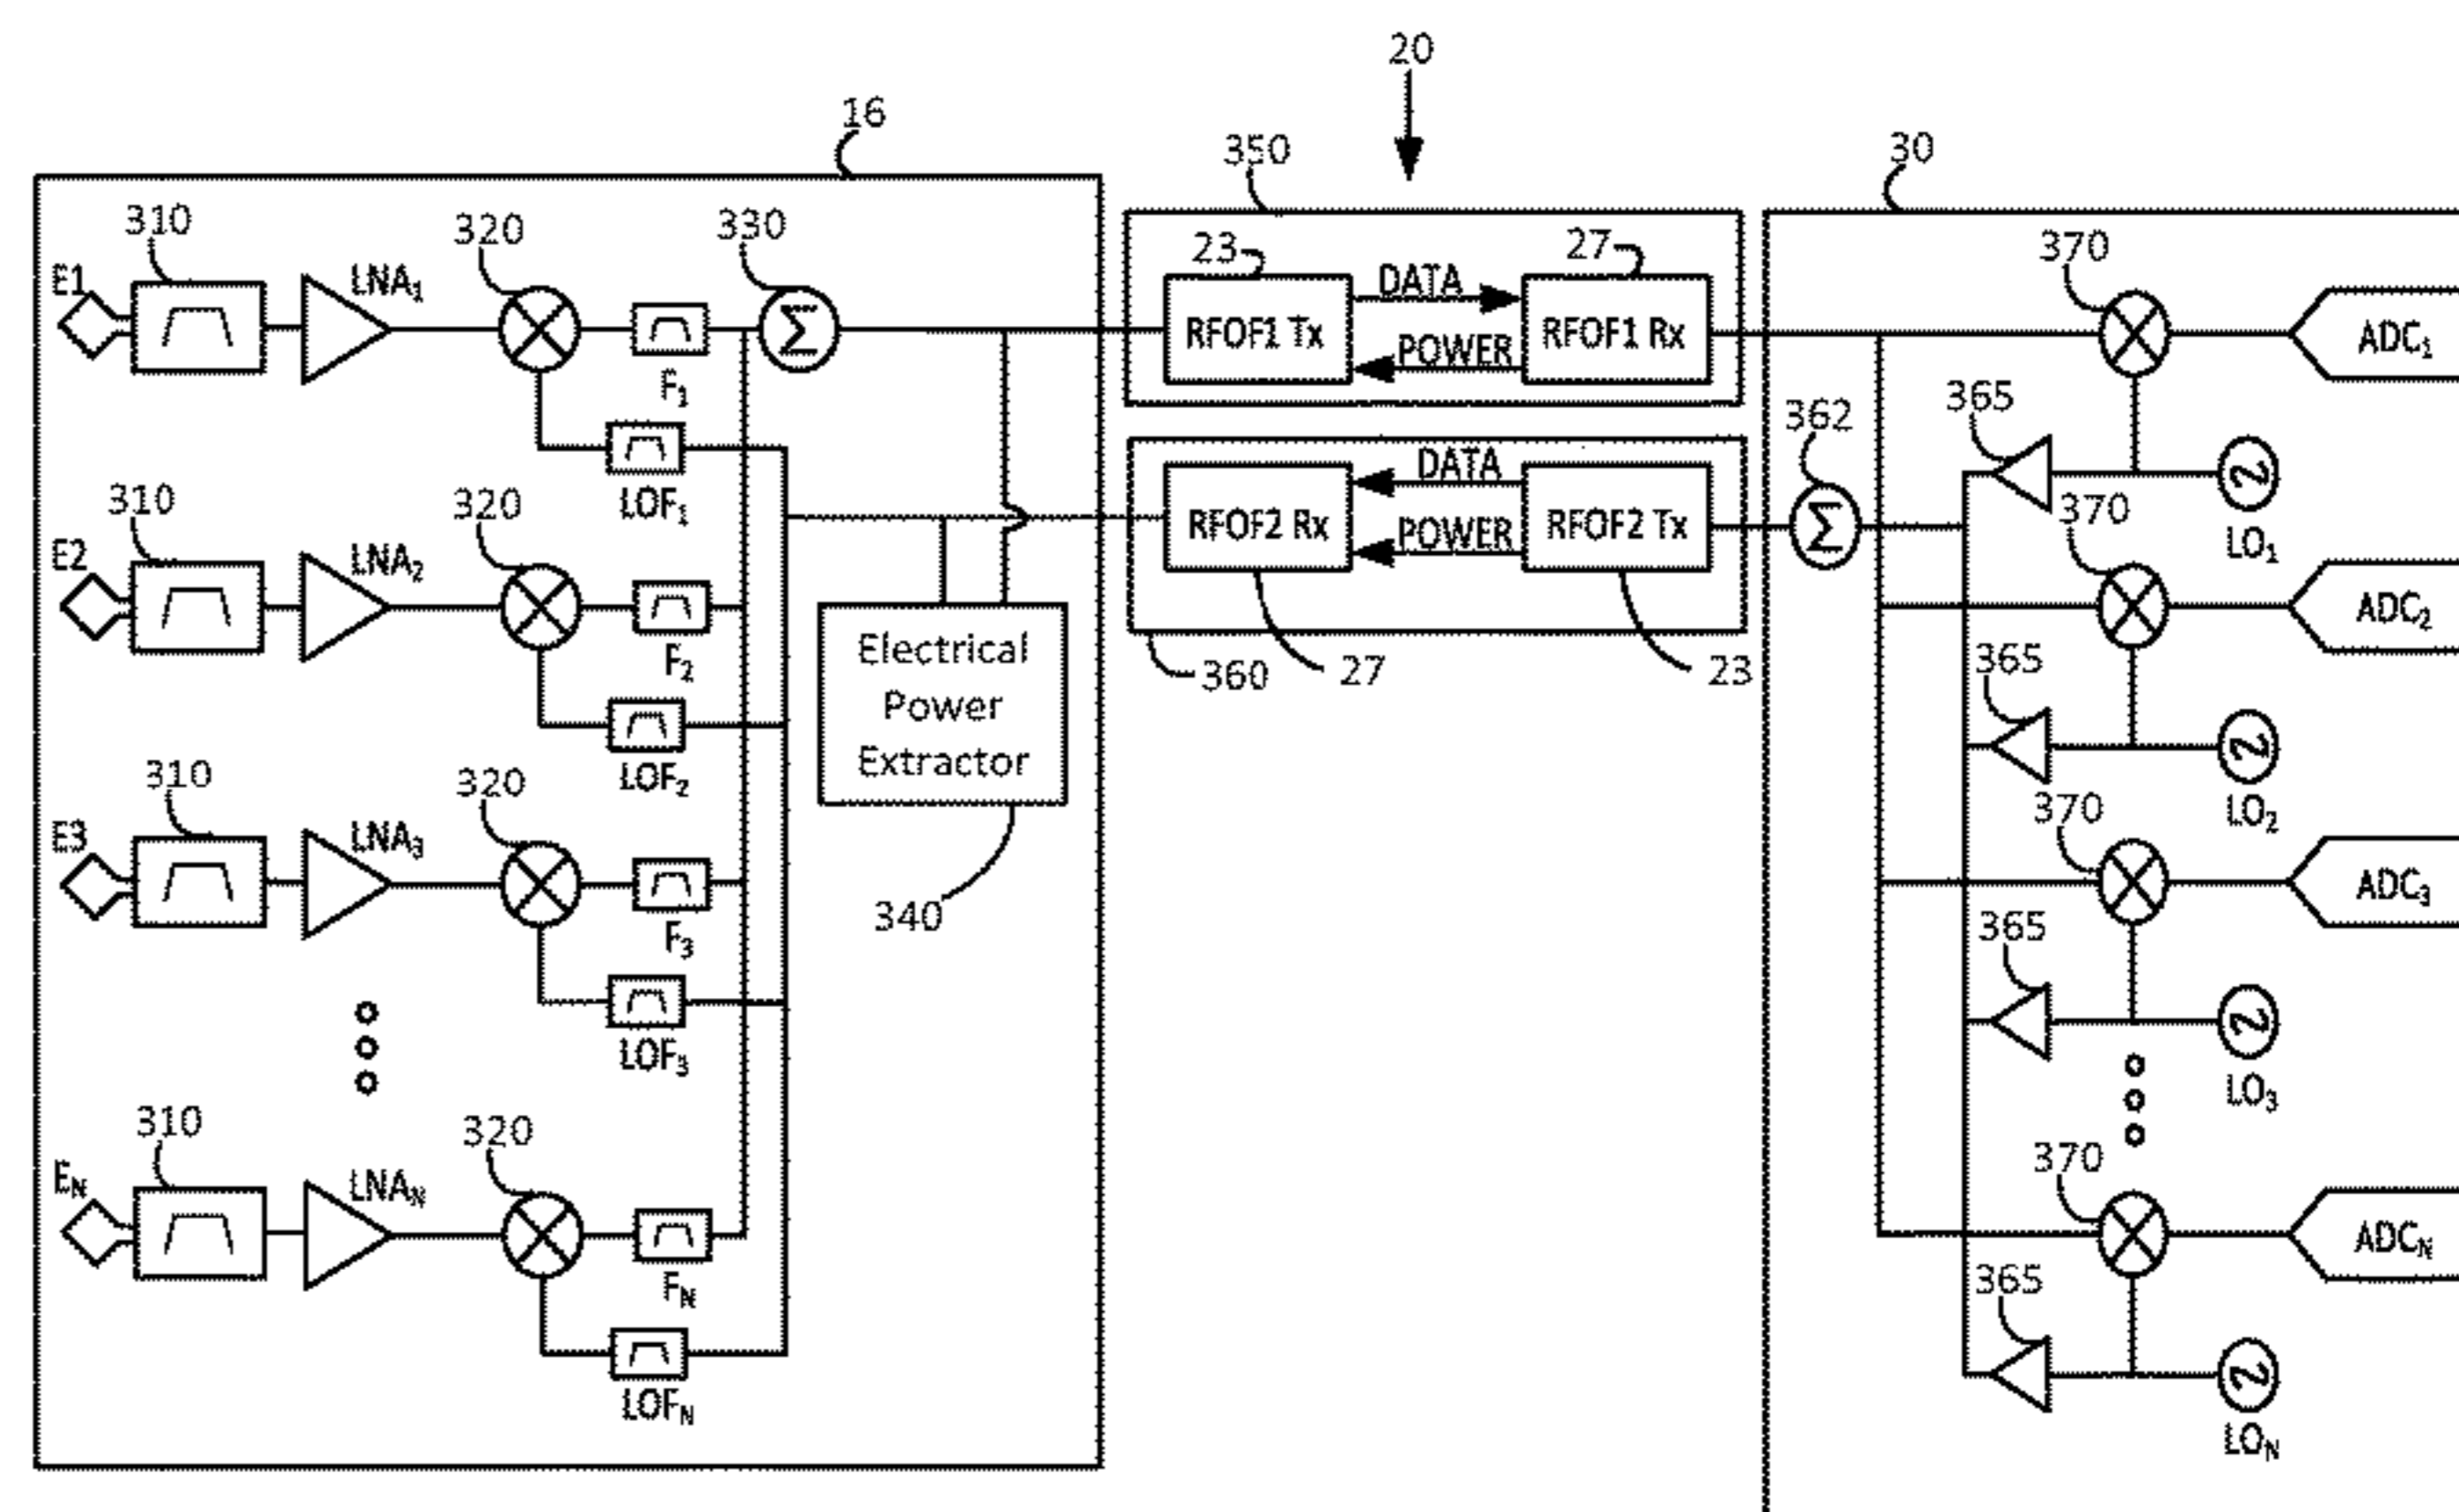 20
16
350
30
310
320
330
23
27
370
E1
LNA₁
DATA
RFOF1 Tx
RFOF1 Rx
POWER
ADC₁
F₁
365
362
LOF₁
310
320
DATA
370
LO₁
RFOF2 Rx
RFOF2 Tx
POWER
E2
LNA₂
ADC₂
F₂
Electrical
Power
Extractor
360
27
23
365
LOF₂
310
320
LO₂
370
E3
LNA₃
ADC₃
340
F₃
365
LOF₃
LO₃
310
320
370
Eₙ
LNAₙ
ADCₙ
Fₙ
365
LOFₙ
LOₙ